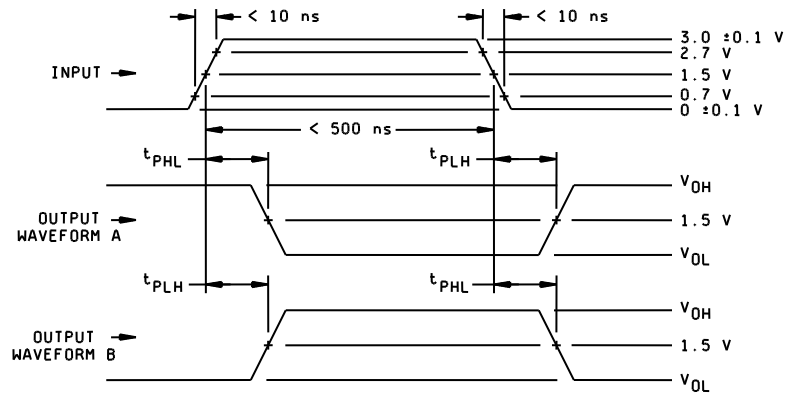 < 10 ns < 10 ns
3.0 ±0.1 V
2.7 V
INPUT 1.5 V
0.7 V
0 ±0.1 V
< 500 ns
tPHL tPLH
VOH
OUTPUT 1.5 V
WAVEFORM A
VOL
tPLH tPHL
VOH
OUTPUT 1.5 V
WAVEFORM B
VOL